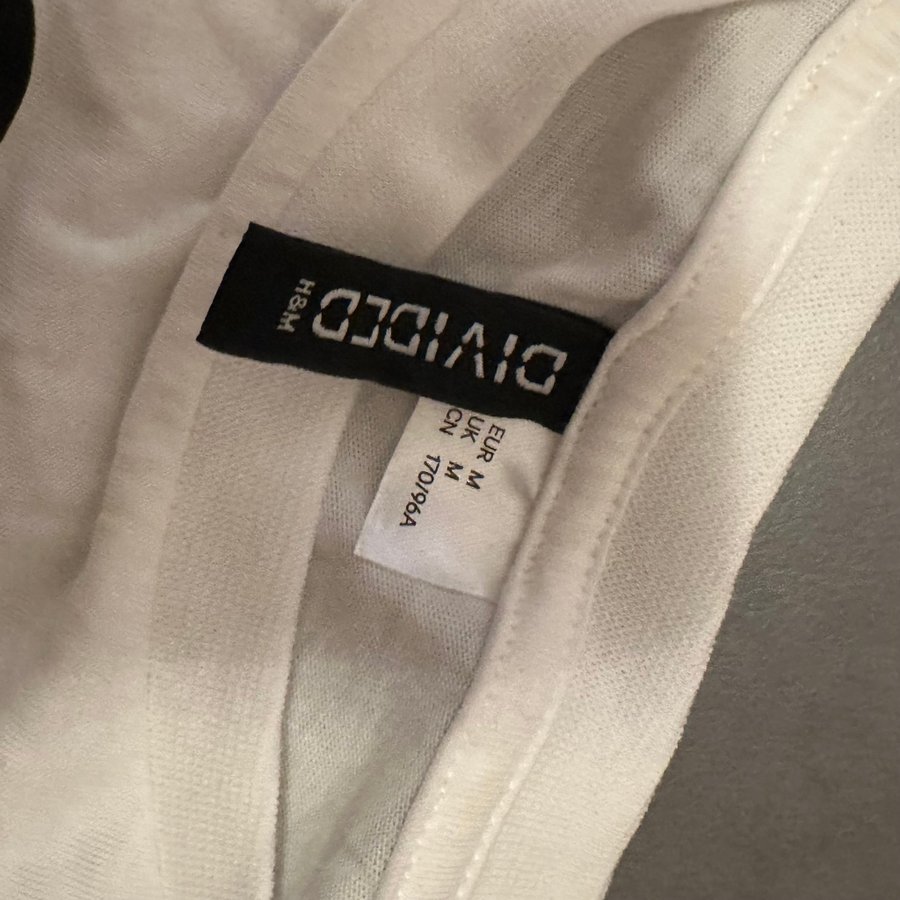 DIVIDED
H&M
EUR M
UK M
CN 170/96A